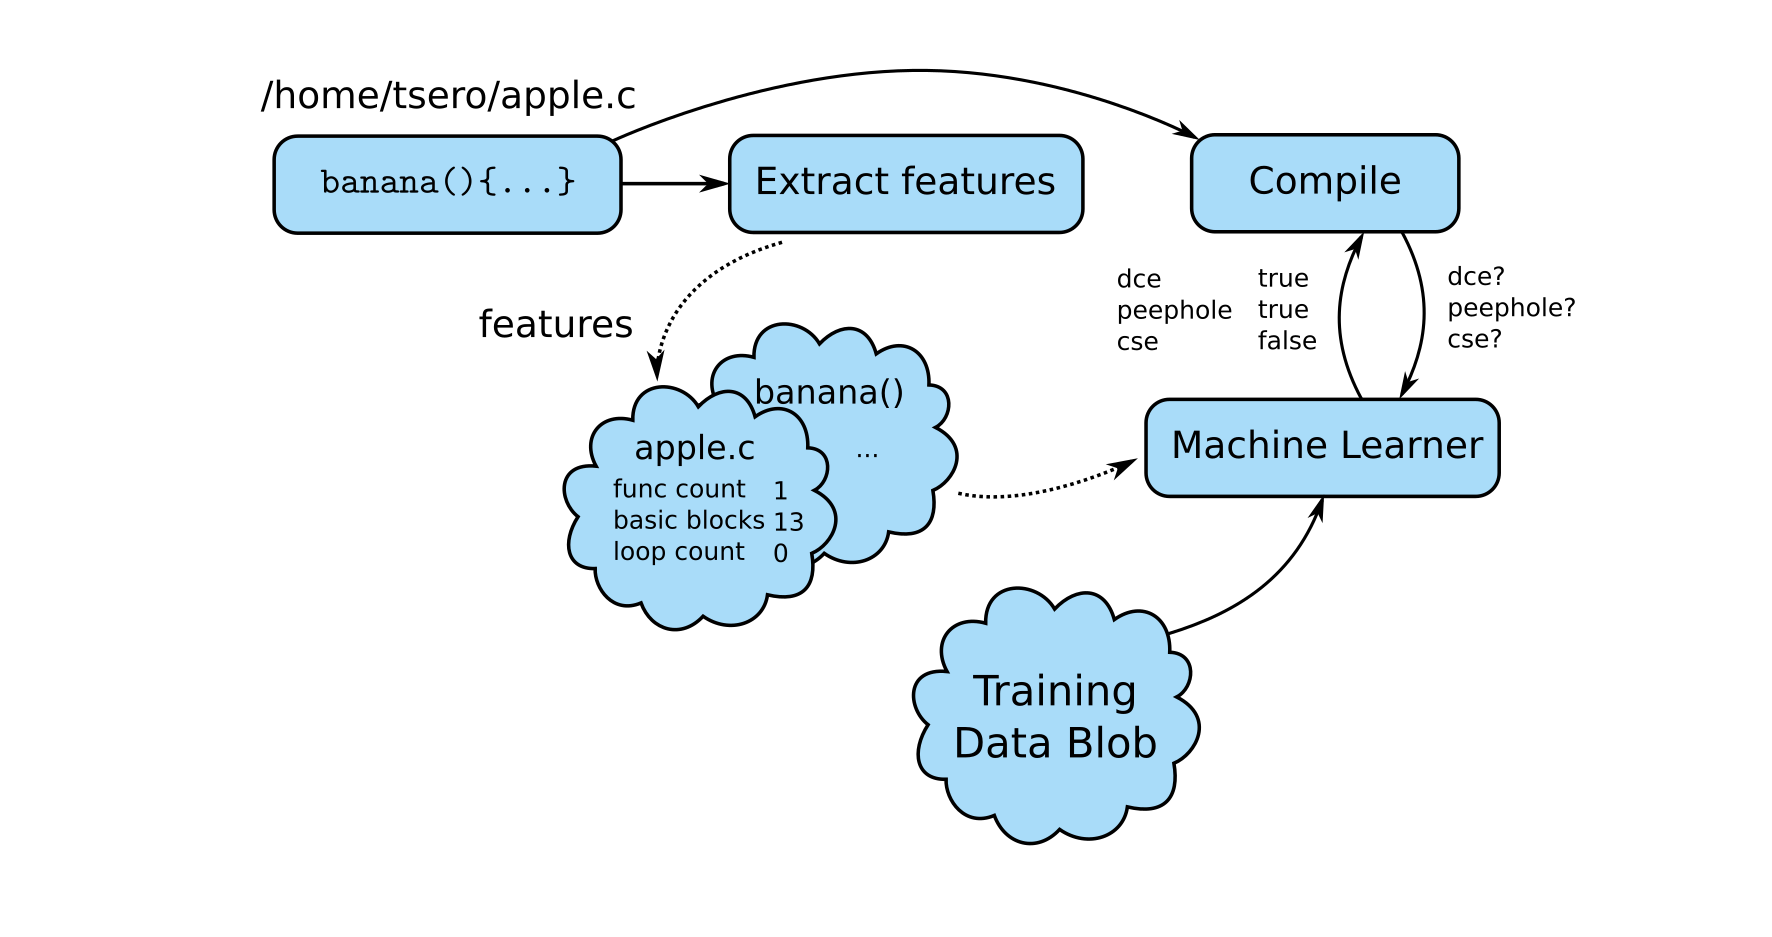 /home/tsero/apple.c
banana(){...}
Extract features
Compile
dce true
peephole true
cse false
dce?
peephole?
cse?
features
banana()
...
apple.c
func count 1
basic blocks 13
loop count 0
Machine Learner
Training
Data Blob